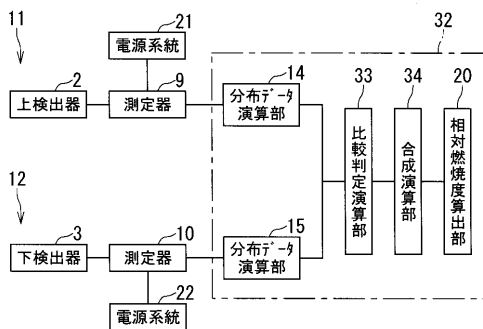 11
21
電源系統
32
2
9
14
33
34
20
上検出器
測定器
分布データ
演算部
比較判定演算部
合成演算部
相対燃焼度算出部
12
3
10
15
下検出器
測定器
分布データ
演算部
電源系統
22